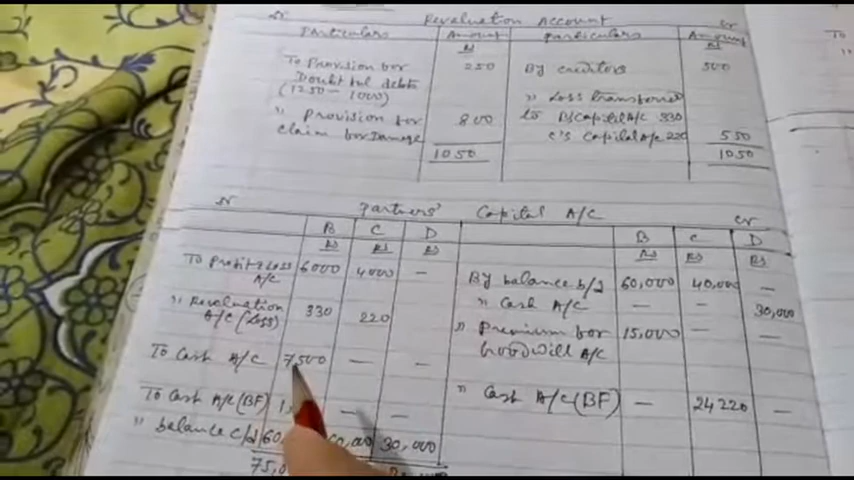 Dr Revaluation Account Cr
Particulars Amount Particulars Amount
Rs Rs
To Provision for 250 By creditors 500
Doubtful debts
(1250 - 1000) " Loss transferred
" Provision for 800 to B's capital A/c 330
claim for Damage C's capital A/c 220 550
1050 1050
Dr Partners' Capital A/C Cr
B C D B C D
Rs Rs Rs Rs Rs Rs
To Profit & Loss 6000 4000 — By balance b/d 60,000 40,000 —
A/c
" Cash A/C — — 30,000
" Revaluation 330 220
A/c (Loss) " Premium for 15,000 —
Goodwill A/C
To Cash A/C 7500 — —
" Cash A/C (BF) — 24220 —
To Cash A/C (BF) — —
" balance c/d 30,000